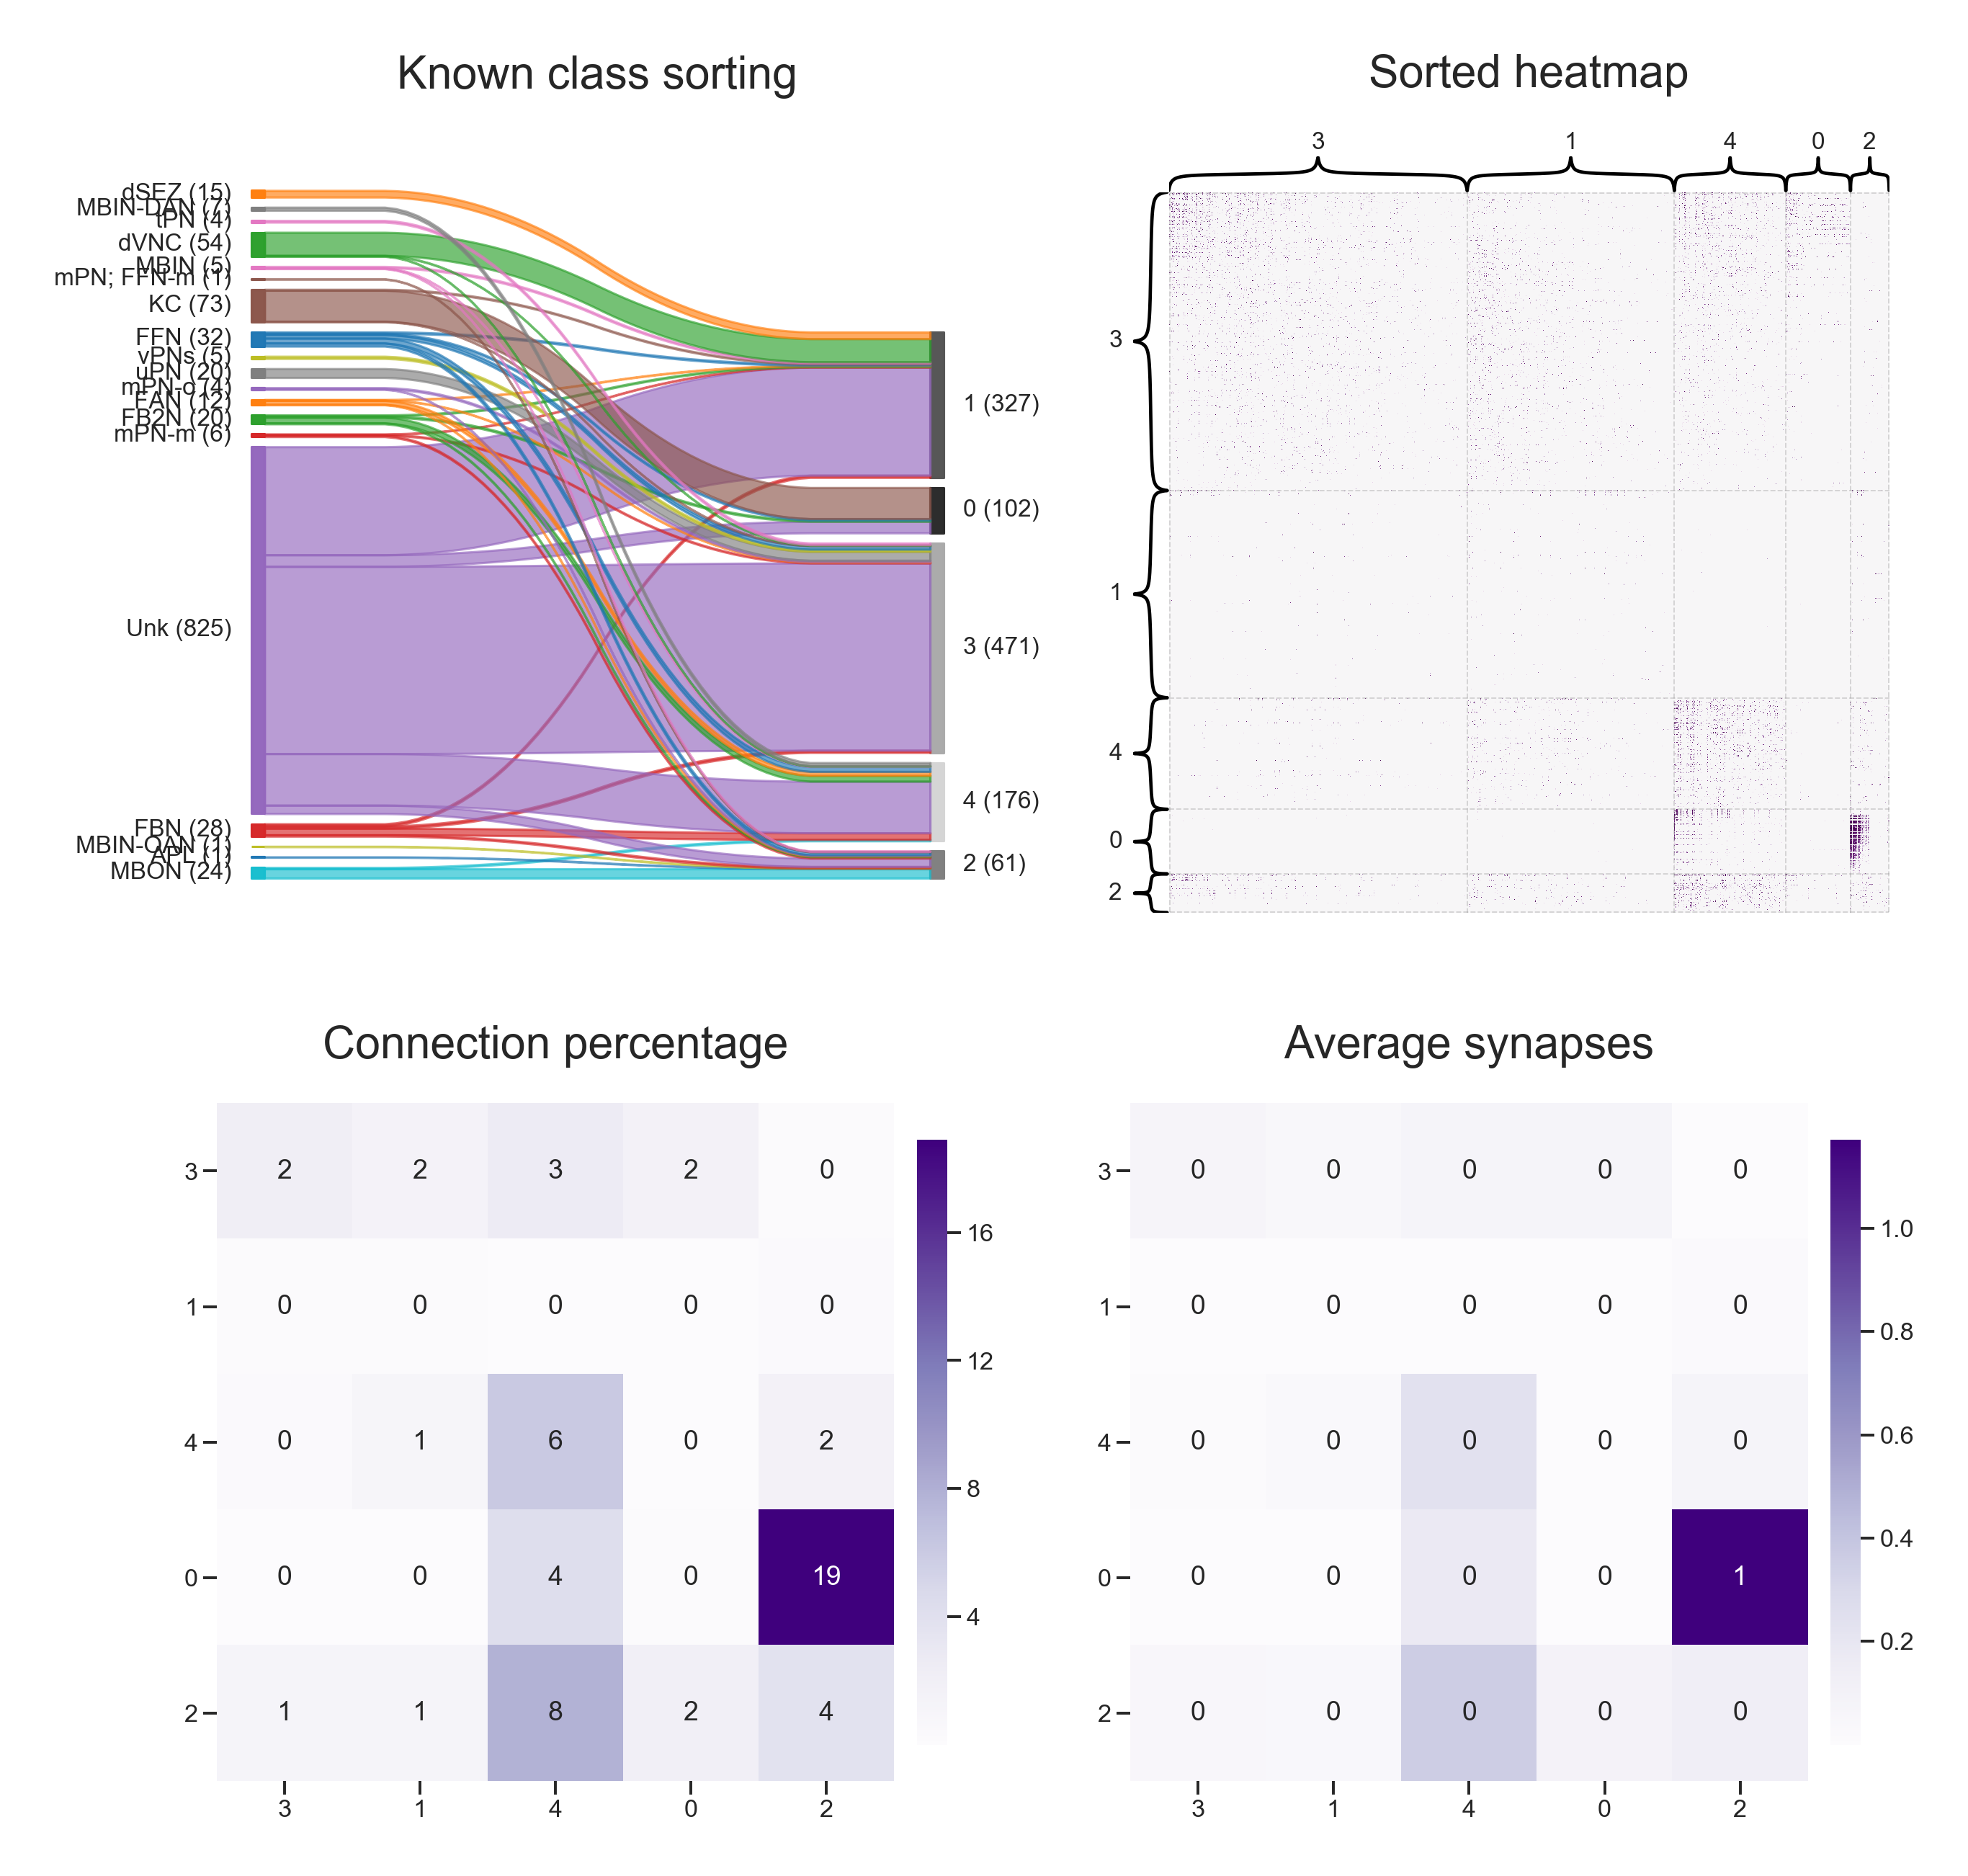 Known class sorting
dSEZ (15)
MBIN-DAN (7)
tPN (4)
dVNC (54)
MBIN (5)
mPN; FFN-m (1)
KC (73)
FFN (32)
vPNs (5)
uPN (20)
mPN-o (4)
FAN (12)
FB2N (20)
mPN-m (6)
Unk (825)
FBN (28)
MBIN-OAN (1)
APL (1)
MBON (24)
1 (327)
0 (102)
3 (471)
4 (176)
2 (61)
Sorted heatmap
3 1 4 0 2
3
1
4
0
2
Connection percentage
3 2 2 3 2 0
1 0 0 0 0 0
4 0 1 6 0 2
0 0 0 4 0 19
2 1 1 8 2 4
3 1 4 0 2
16
12
8
4
Average synapses
3 0 0 0 0 0
1 0 0 0 0 0
4 0 0 0 0 0
0 0 0 0 0 1
2 0 0 0 0 0
3 1 4 0 2
1.0
0.8
0.6
0.4
0.2